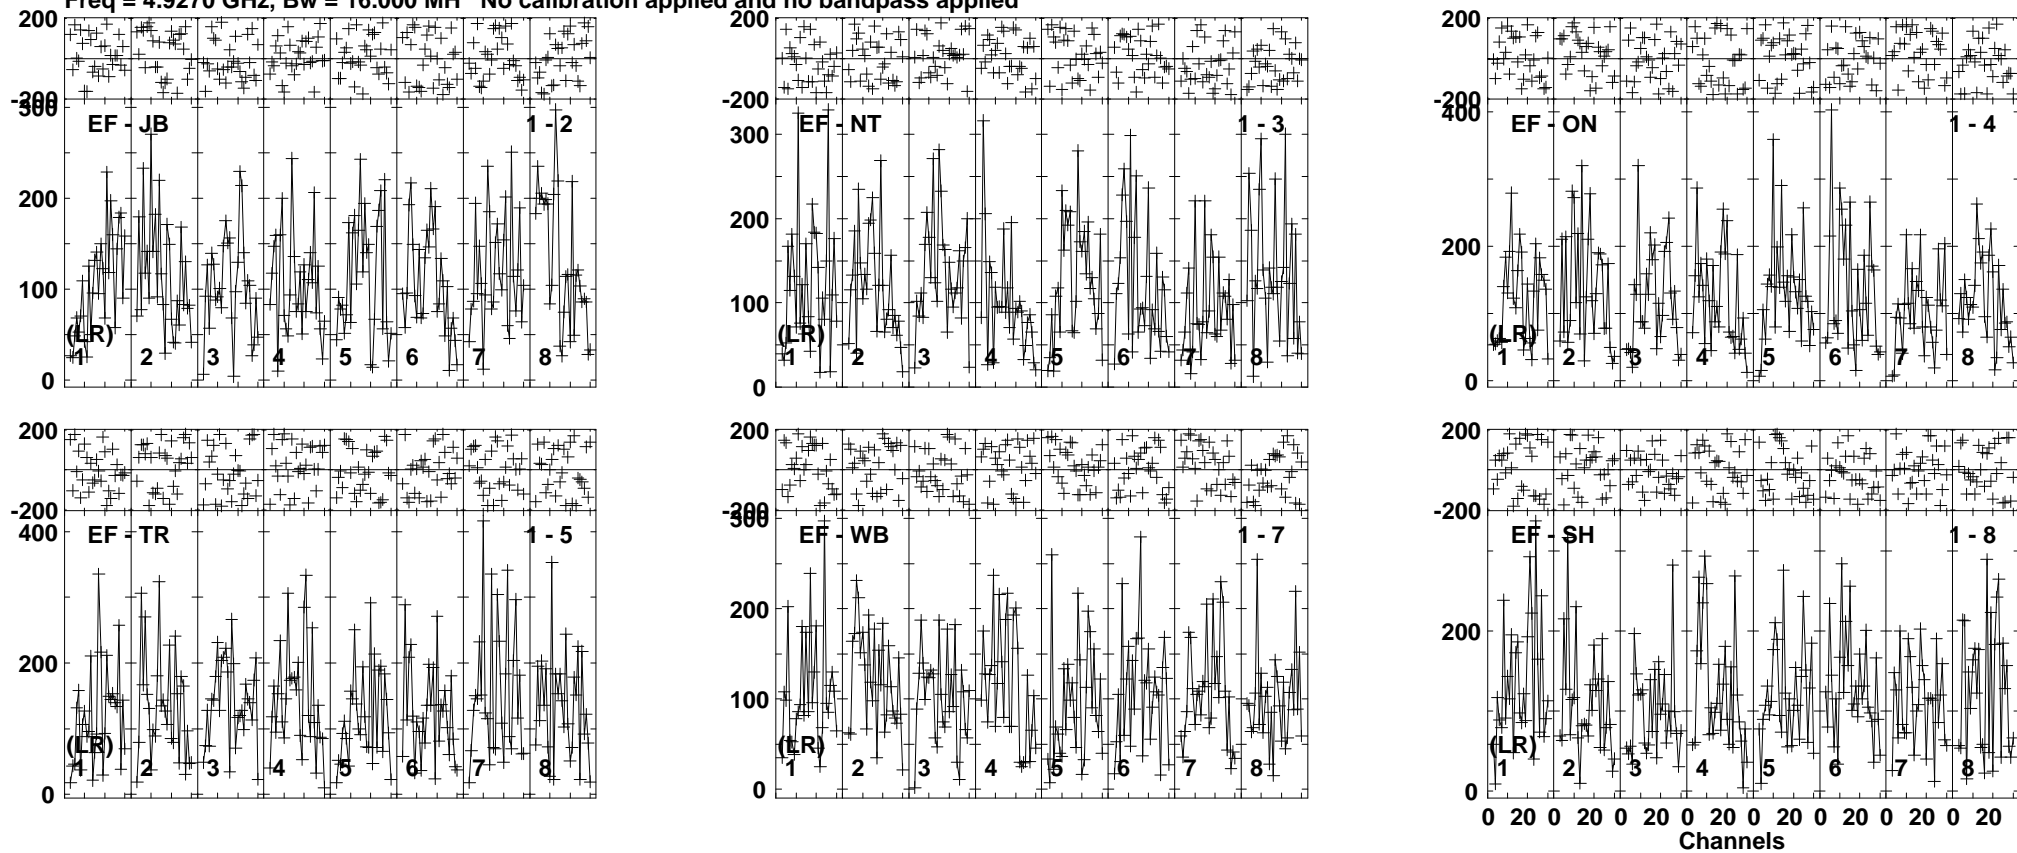 Freq = 4.9270 GHz, Bw = 16.000 MH No calibration applied and no bandpass applied
200
-200
300
200
100
0
EF - JB
1 - 2
(LR)
1 2 3 4 5 6 7 8
200
-200
300
200
100
0
EF - NT
1 - 3
(LR)
1 2 3 4 5 6 7 8
200
-200
400
200
0
EF - ON
1 - 4
(LR)
1 2 3 4 5 6 7 8
200
-200
400
200
0
EF - TR
1 - 5
(LR)
1 2 3 4 5 6 7 8
200
-200
300
200
100
0
EF - WB
1 - 7
(LR)
1 2 3 4 5 6 7 8
200
-200
200
0
EF - SH
1 - 8
(LR)
1 2 3 4 5 6 7 8
0 20 0 20 0 20 0 20 0 20 0 20 0 20 0 20
Channels